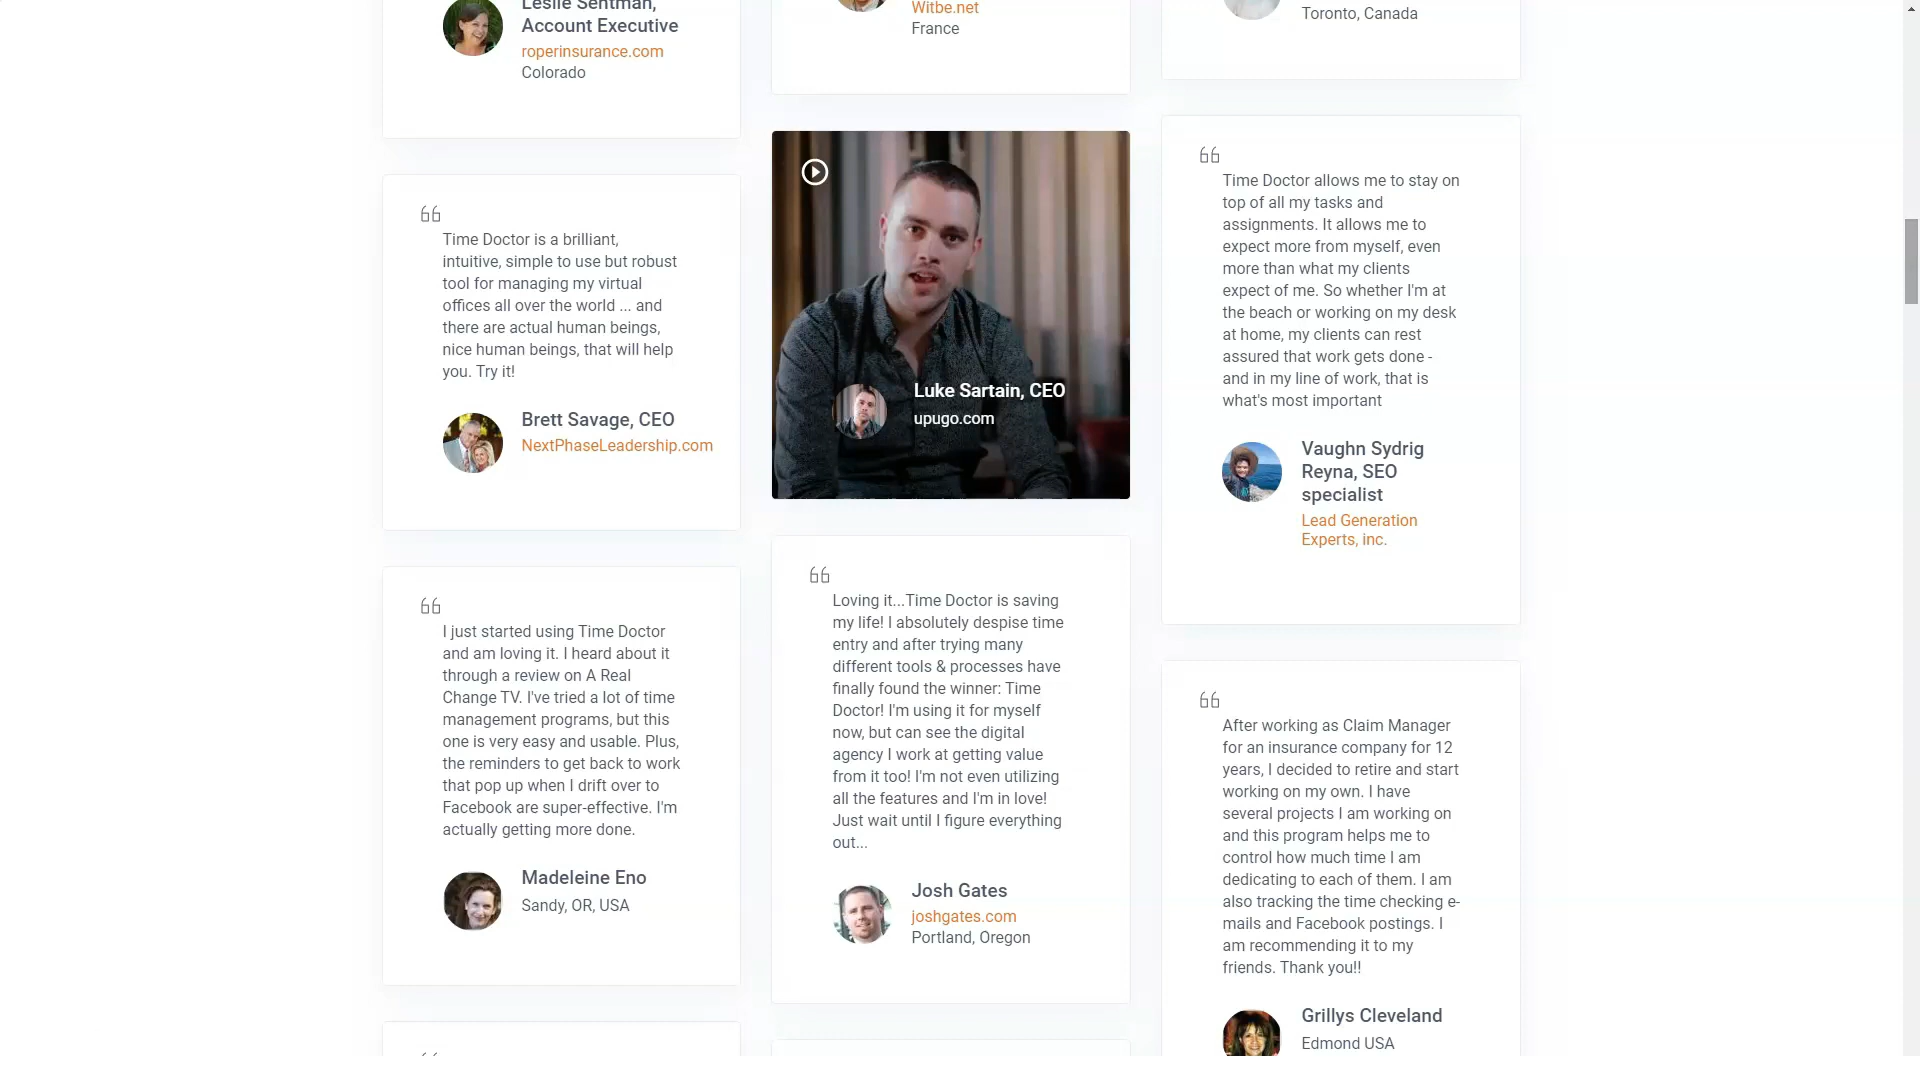 Leslie Sentman,
Account Executive
roperinsurance.com
Colorado
Time Doctor is a brilliant,
intuitive, simple to use but robust
tool for managing my virtual
offices all over the world ... and
there are actual human beings,
nice human beings, that will help
you. Try it!
Brett Savage, CEO
NextPhaseLeadership.com
I just started using Time Doctor
and am loving it. I heard about it
through a review on A Real
Change TV. I've tried a lot of time
management programs, but this
one is very easy and usable. Plus,
the reminders to get back to work
that pop up when I drift over to
Facebook are super-effective. I'm
actually getting more done.
Madeleine Eno
Sandy, OR, USA
Witbe.net
France
Luke Sartain, CEO
upugo.com
Loving it...Time Doctor is saving
my life! I absolutely despise time
entry and after trying many
different tools & processes have
finally found the winner: Time
Doctor! I'm using it for myself
now, but can see the digital
agency I work at getting value
from it too! I'm not even utilizing
all the features and I'm in love!
Just wait until I figure everything
out...
Josh Gates
joshgates.com
Portland, Oregon
Toronto, Canada
Time Doctor allows me to stay on
top of all my tasks and
assignments. It allows me to
expect more from myself, even
more than what my clients
expect of me. So whether I'm at
the beach or working on my desk
at home, my clients can rest
assured that work gets done -
and in my line of work, that is
what's most important
Vaughn Sydrig
Reyna, SEO
specialist
Lead Generation
Experts, inc.
After working as Claim Manager
for an insurance company for 12
years, I decided to retire and start
working on my own. I have
several projects I am working on
and this program helps me to
control how much time I am
dedicating to each of them. I am
also tracking the time checking e-
mails and Facebook postings. I
am recommending it to my
friends. Thank you!!
Grillys Cleveland
Edmond USA